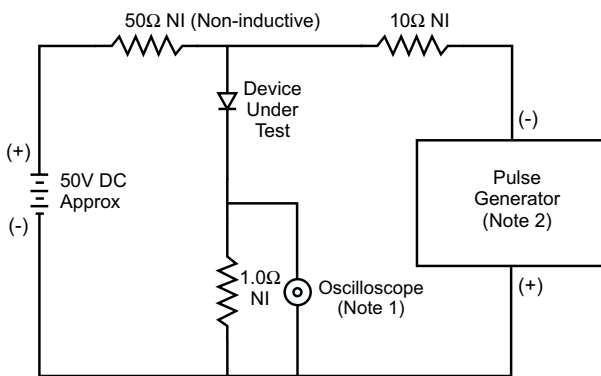 50Ω NI (Non-inductive)
10Ω NI
Device
Under
Test
(+)
50V DC
Approx
(-)
(-)
Pulse
Generator
(Note 2)
(+)
1.0Ω
NI
Oscilloscope
(Note 1)